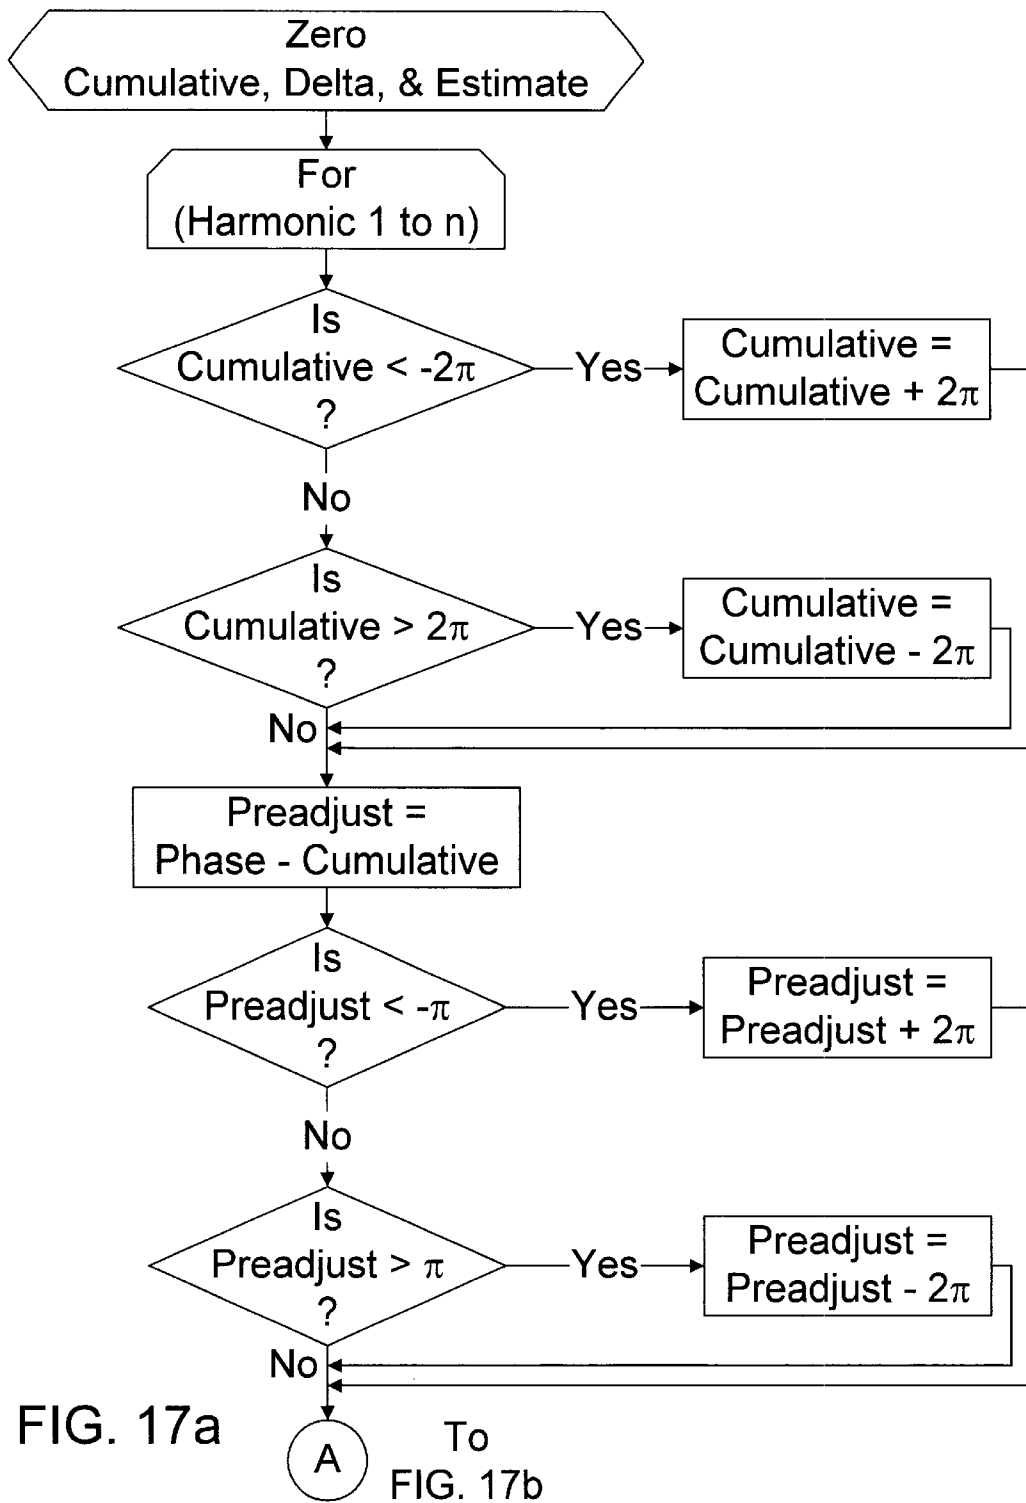 Zero
Cumulative, Delta, & Estimate
For
(Harmonic 1 to n)
Is
Cumulative < -2π
?
Yes
Cumulative =
Cumulative + 2π
No
Is
Cumulative > 2π
?
Yes
Cumulative =
Cumulative - 2π
No
Preadjust =
Phase - Cumulative
Is
Preadjust < -π
?
Yes
Preadjust =
Preadjust + 2π
No
Is
Preadjust > π
?
Yes
Preadjust =
Preadjust - 2π
No
FIG. 17a
A
To
FIG. 17b